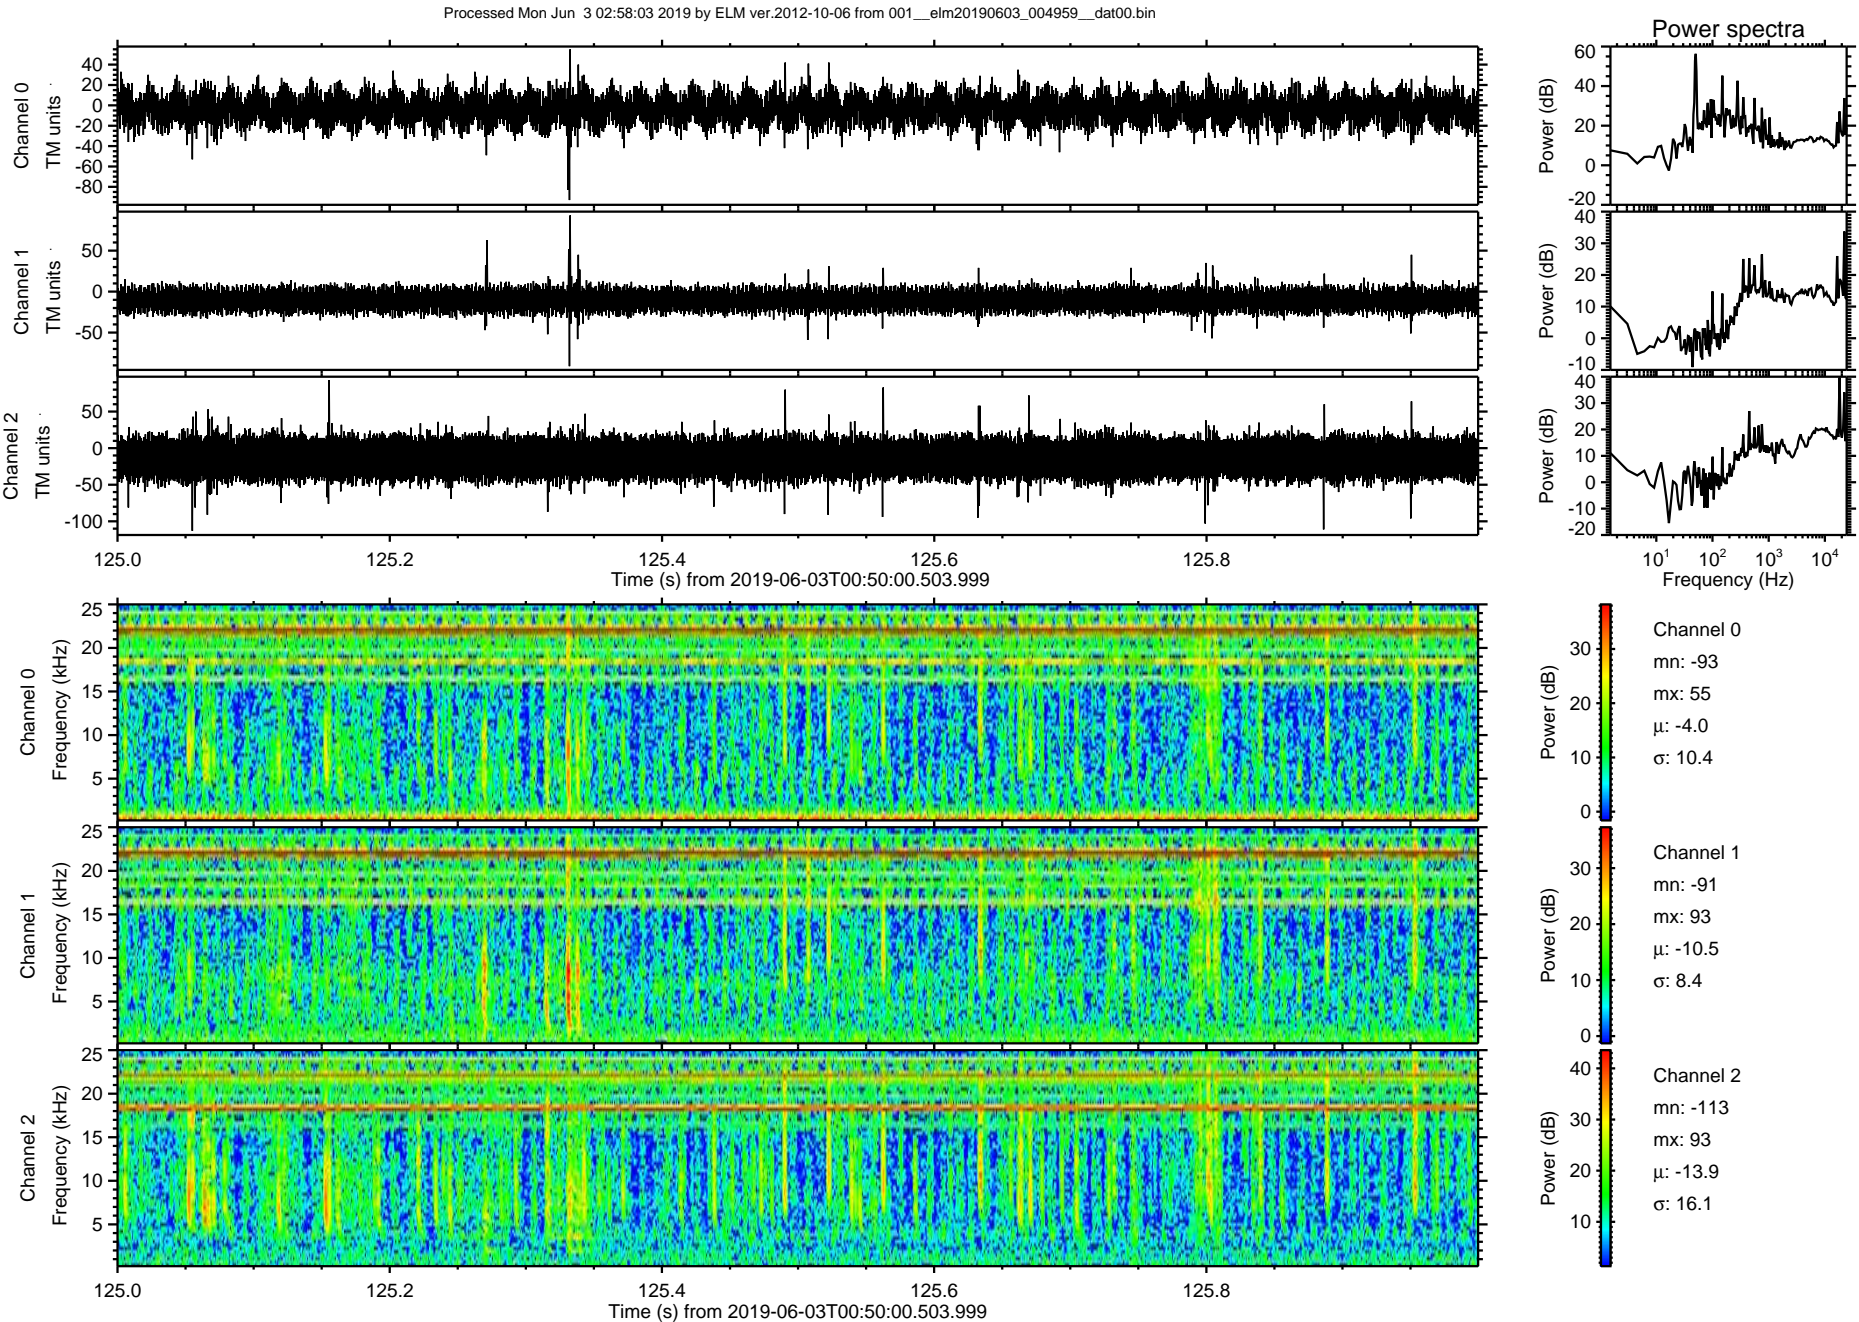 Processed Mon Jun  3 02:58:03 2019 by ELM ver.2012-10-06 from 001__elm20190603_004959__dat00.bin
Power spectra
Channel 0
TM units
40
20
0
-20
-40
-60
-80
Power (dB)
60
40
20
0
-20
Channel 1
TM units
50
0
-50
Power (dB)
40
30
20
10
0
-10
Channel 2
TM units
50
0
-50
-100
Power (dB)
40
30
20
10
0
-10
-20
125.0 125.2 125.4 125.6 125.8
Time (s) from 2019-06-03T00:50:00.503.999
10¹ 10² 10³ 10⁴
Frequency (Hz)
Channel 0
Frequency (kHz)
25
20
15
10
5
Power (dB)
30
20
10
0
Channel 0
mn: -93
mx: 55
µ: -4.0
σ: 10.4
Channel 1
Frequency (kHz)
25
20
15
10
5
Power (dB)
30
20
10
0
Channel 1
mn: -91
mx: 93
µ: -10.5
σ: 8.4
Channel 2
Frequency (kHz)
25
20
15
10
5
Power (dB)
40
30
20
10
Channel 2
mn: -113
mx: 93
µ: -13.9
σ: 16.1
125.0 125.2 125.4 125.6 125.8
Time (s) from 2019-06-03T00:50:00.503.999